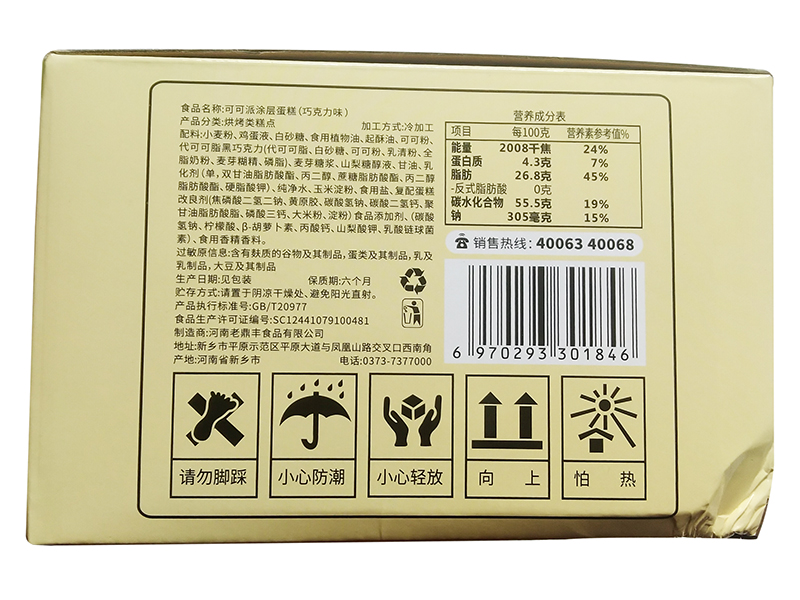 食品名称:可可派涂层蛋糕(巧克力味)
产品分类:烘烤类糕点 加工方式:冷加工
配料:小麦粉、鸡蛋液、白砂糖、食用植物油、起酥油、可可粉、
代可可脂黑巧克力(代可可脂、白砂糖、可可粉、乳清粉、全
脂奶粉、麦芽糊精、磷脂)、麦芽糖浆、山梨糖醇液、甘油、乳
化剂(单,双甘油脂肪酸酯、丙二醇、蔗糖脂肪酸酯、丙二醇
脂肪酸酯、硬脂酸钾)、纯净水、玉米淀粉、食用盐、复配蛋糕
改良剂(焦磷酸二氢二钠、黄原胶、碳酸氢钠、碳酸二氢钙、聚
甘油脂肪酸酯、磷酸三钙、大米粉、淀粉)食品添加剂、(碳酸
氢钠、柠檬酸、β-胡萝卜素、丙酸钙、山梨酸钾、乳酸链球菌
素)、食用香精香料。
过敏原信息:含有麸质的谷物及其制品,蛋类及其制品,乳及
乳制品,大豆及其制品
生产日期:见包装 保质期:六个月
贮存方式:请置于阴凉干燥处、避免阳光直射。
产品执行标准号:GB/T20977
食品生产许可证编号:SC12441079100481
制造商:河南老鼎丰食品有限公司
地址:新乡市平原示范区平原大道与凤凰山路交叉口西南角
产地:河南省新乡市 电话:0373-7377000
营养成分表
项目 每100克 营养素参考值%
能量 2008千焦 24%
蛋白质 4.3克 7%
脂肪 26.8克 45%
-反式脂肪酸 0克
碳水化合物 55.5克 19%
钠 305毫克 15%
销售热线:40063 40068
6 970293 301846
请勿脚踩
小心防潮
小心轻放
向 上
怕 热